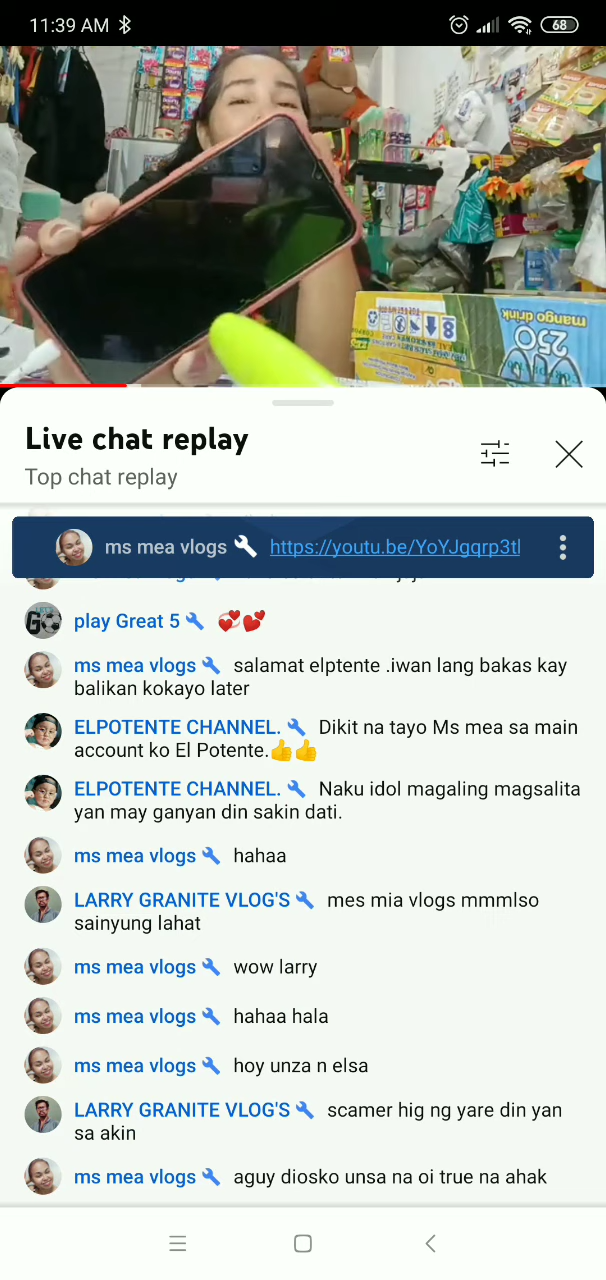 11:39 AM
68
8
mango drink
250
Live chat replay
Top chat replay
ms mea vlogs https://youtu.be/YoYJgqrp3tl
play Great 5 💞💕
ms mea vlogs salamat elptente .iwan lang bakas kay
balikan kokayo later
ELPOTENTE CHANNEL. Dikit na tayo Ms mea sa main
account ko El Potente.👍👍
ELPOTENTE CHANNEL. Naku idol magaling magsalita
yan may ganyan din sakin dati.
ms mea vlogs hahaa
LARRY GRANITE VLOG'S mes mia vlogs mmmlso
sainyung lahat
ms mea vlogs wow larry
ms mea vlogs hahaa hala
ms mea vlogs hoy unza n elsa
LARRY GRANITE VLOG'S scamer hig ng yare din yan
sa akin
ms mea vlogs aguy diosko unsa na oi true na ahak